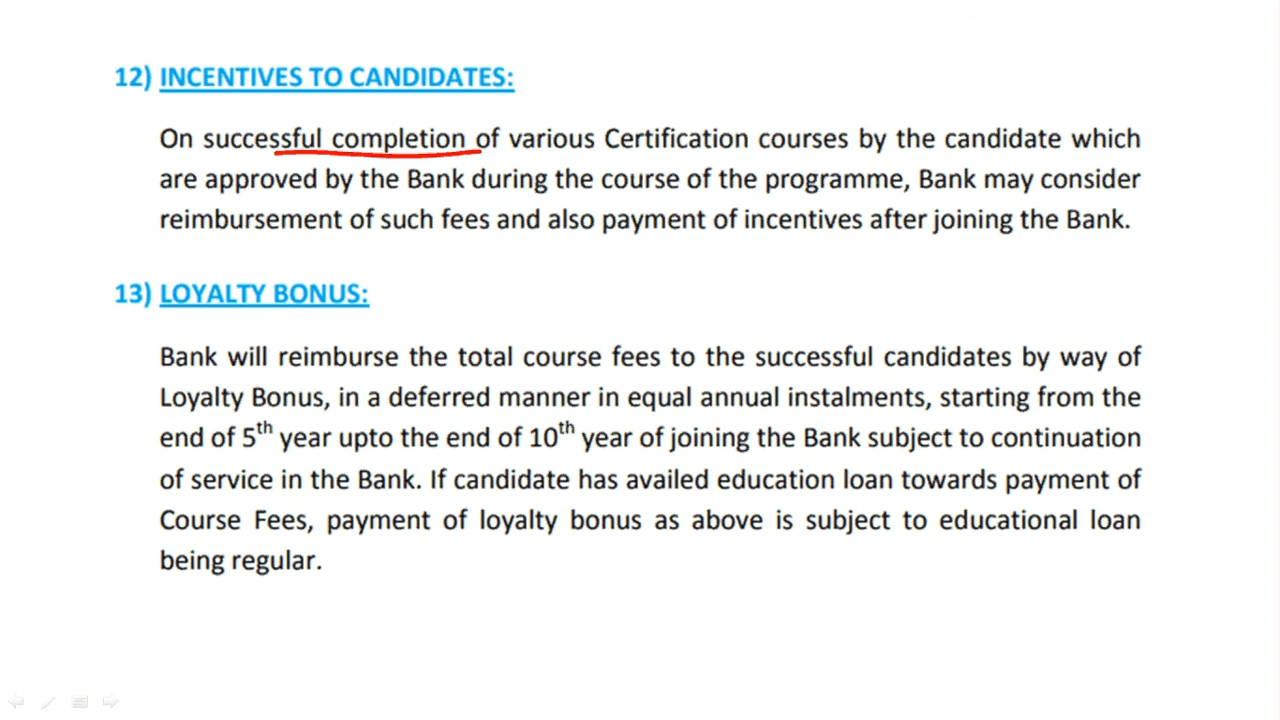 12) INCENTIVES TO CANDIDATES:
On successful completion of various Certification courses by the candidate which
are approved by the Bank during the course of the programme, Bank may consider
reimbursement of such fees and also payment of incentives after joining the Bank.
13) LOYALTY BONUS:
Bank will reimburse the total course fees to the successful candidates by way of
Loyalty Bonus, in a deferred manner in equal annual instalments, starting from the
end of 5th year upto the end of 10th year of joining the Bank subject to continuation
of service in the Bank. If candidate has availed education loan towards payment of
Course Fees, payment of loyalty bonus as above is subject to educational loan
being regular.